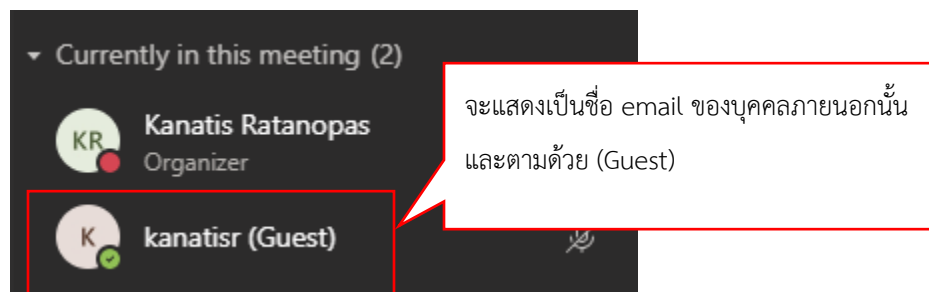 Currently in this meeting (2)
KR
Kanatis Ratanopas
Organizer
K
kanatisr (Guest)
จะแสดงเป็นชื่อ email ของบุคคลภายนอกนั้น
และตามด้วย (Guest)